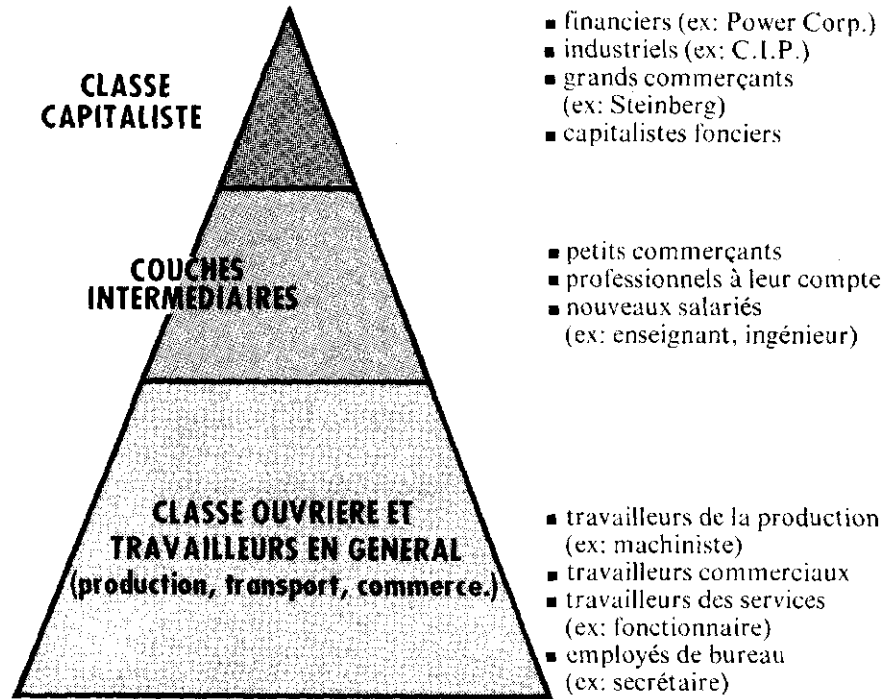 CLASSE
CAPITALISTE
▪ financiers (ex: Power Corp.)
▪ industriels (ex: C.I.P.)
▪ grands commerçants
(ex: Steinberg)
▪ capitalistes fonciers
COUCHES
INTERMEDIAIRES
▪ petits commerçants
▪ professionnels à leur compte
▪ nouveaux salariés
(ex: enseignant, ingénieur)
CLASSE OUVRIERE ET
TRAVAILLEURS EN GENERAL
(production, transport, commerce.)
▪ travailleurs de la production
(ex: machiniste)
▪ travailleurs commerciaux
▪ travailleurs des services
(ex: fonctionnaire)
▪ employés de bureau
(ex: secrétaire)